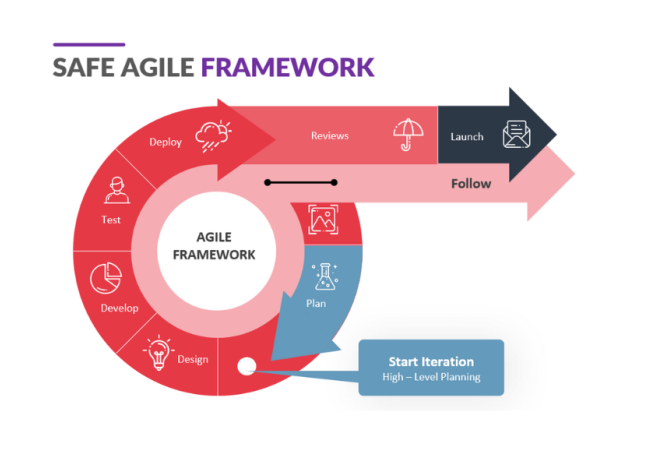 SAFE AGILE FRAMEWORK
Deploy
Reviews
Launch
Follow
Test
AGILE
FRAMEWORK
Plan
Develop
Design
Start Iteration
High – Level Planning